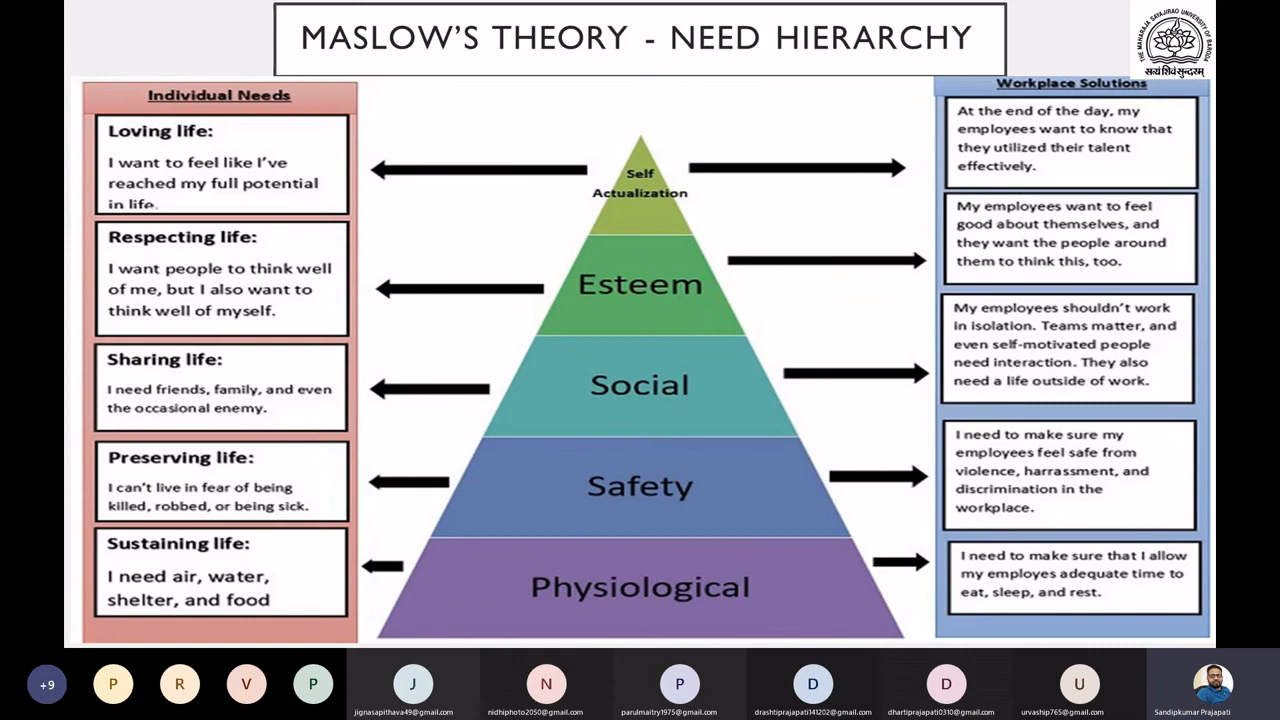 MASLOW'S THEORY - NEED HIERARCHY
THE MAHARAJA SAYAJIRAO UNIVERSITY OF BARODA
सत्यं शिवं सुन्दरम्
Individual Needs
Loving life:
I want to feel like I've
reached my full potential
in life.
Respecting life:
I want people to think well
of me, but I also want to
think well of myself.
Sharing life:
I need friends, family, and even
the occasional enemy.
Preserving life:
I can't live in fear of being
killed, robbed, or being sick.
Sustaining life:
I need air, water,
shelter, and food
Self
Actualization
Esteem
Social
Safety
Physiological
Workplace Solutions
At the end of the day, my
employees want to know that
they utilized their talent
effectively.
My employees want to feel
good about themselves, and
they want the people around
them to think this, too.
My employees shouldn't work
in isolation. Teams matter, and
even self-motivated people
need interaction. They also
need a life outside of work.
I need to make sure my
employees feel safe from
violence, harrassment, and
discrimination in the
workplace.
I need to make sure that I allow
my employes adequate time to
eat, sleep, and rest.
+9
P
R
V
P
J
N
P
D
D
U
jignasapithava49@gmail.com
nidhiphoto2050@gmail.com
parulmaitry1975@gmail.com
drashtiprajapati141202@gmail.com
dhartiprajapati0310@gmail.com
urvaship765@gmail.com
Sandipkumar Prajapati